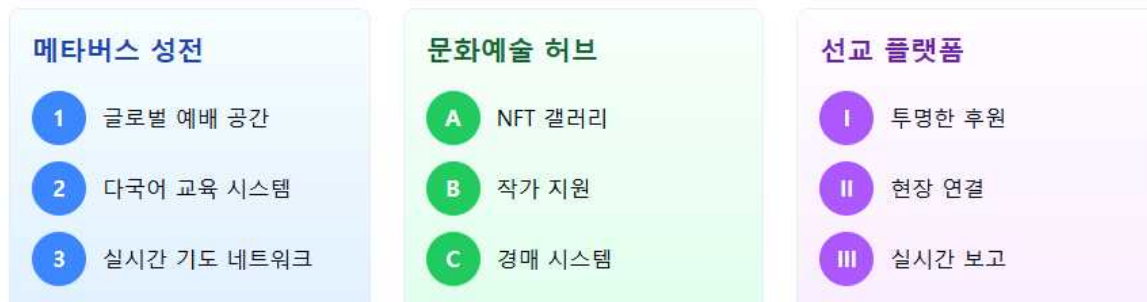 메타버스 성전
1 글로벌 예배 공간
2 다국어 교육 시스템
3 실시간 기도 네트워크
문화예술 허브
A NFT 갤러리
B 작가 지원
C 경매 시스템
선교 플랫폼
I 투명한 후원
II 현장 연결
III 실시간 보고